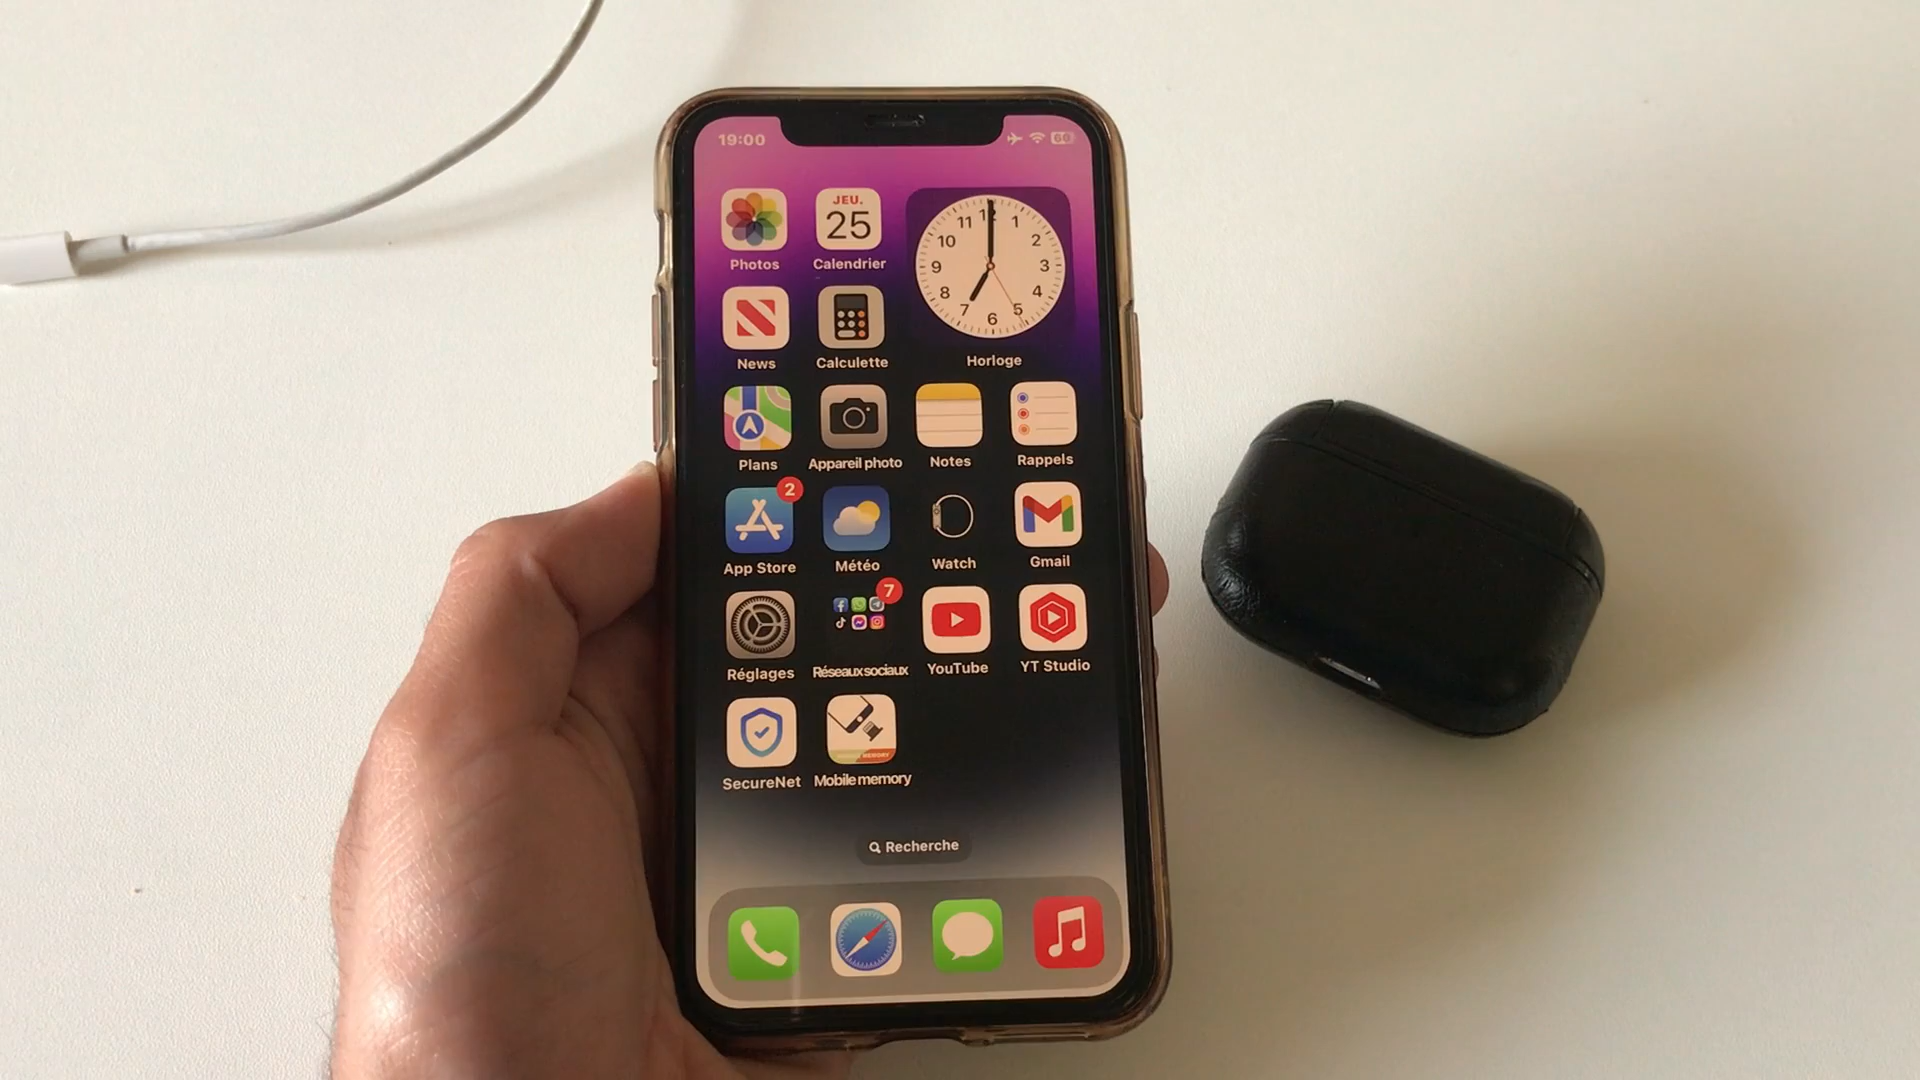 19:00
60
JEU.
25
Photos
Calendrier
12
11
1
10
2
9
3
8
4
7
5
6
News
Calculette
Horloge
Plans
Appareil photo
Notes
Rappels
2
App Store
Météo
Watch
Gmail
7
Réglages
Réseaux sociaux
YouTube
YT Studio
SecureNet
Mobile memory
Recherche